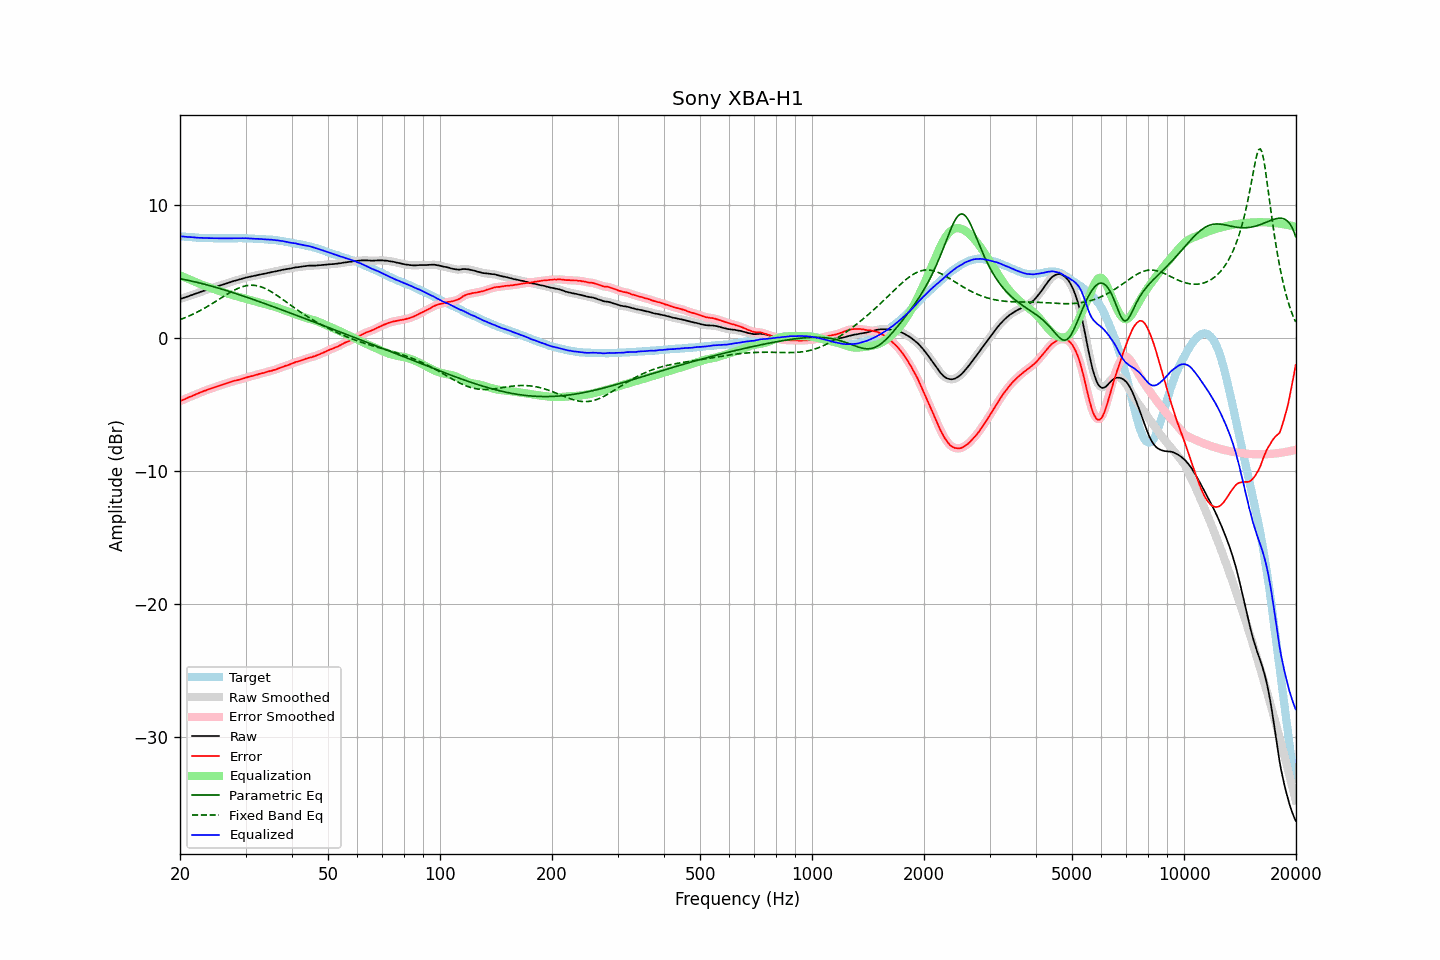 Sony XBA-H1
Amplitude (dBr)
10
0
−10
−20
−30
Target
Raw Smoothed
Error Smoothed
Raw
Error
Equalization
Parametric Eq
Fixed Band Eq
Equalized
20 50 100 200 500 1000 2000 5000 10000 20000
Frequency (Hz)